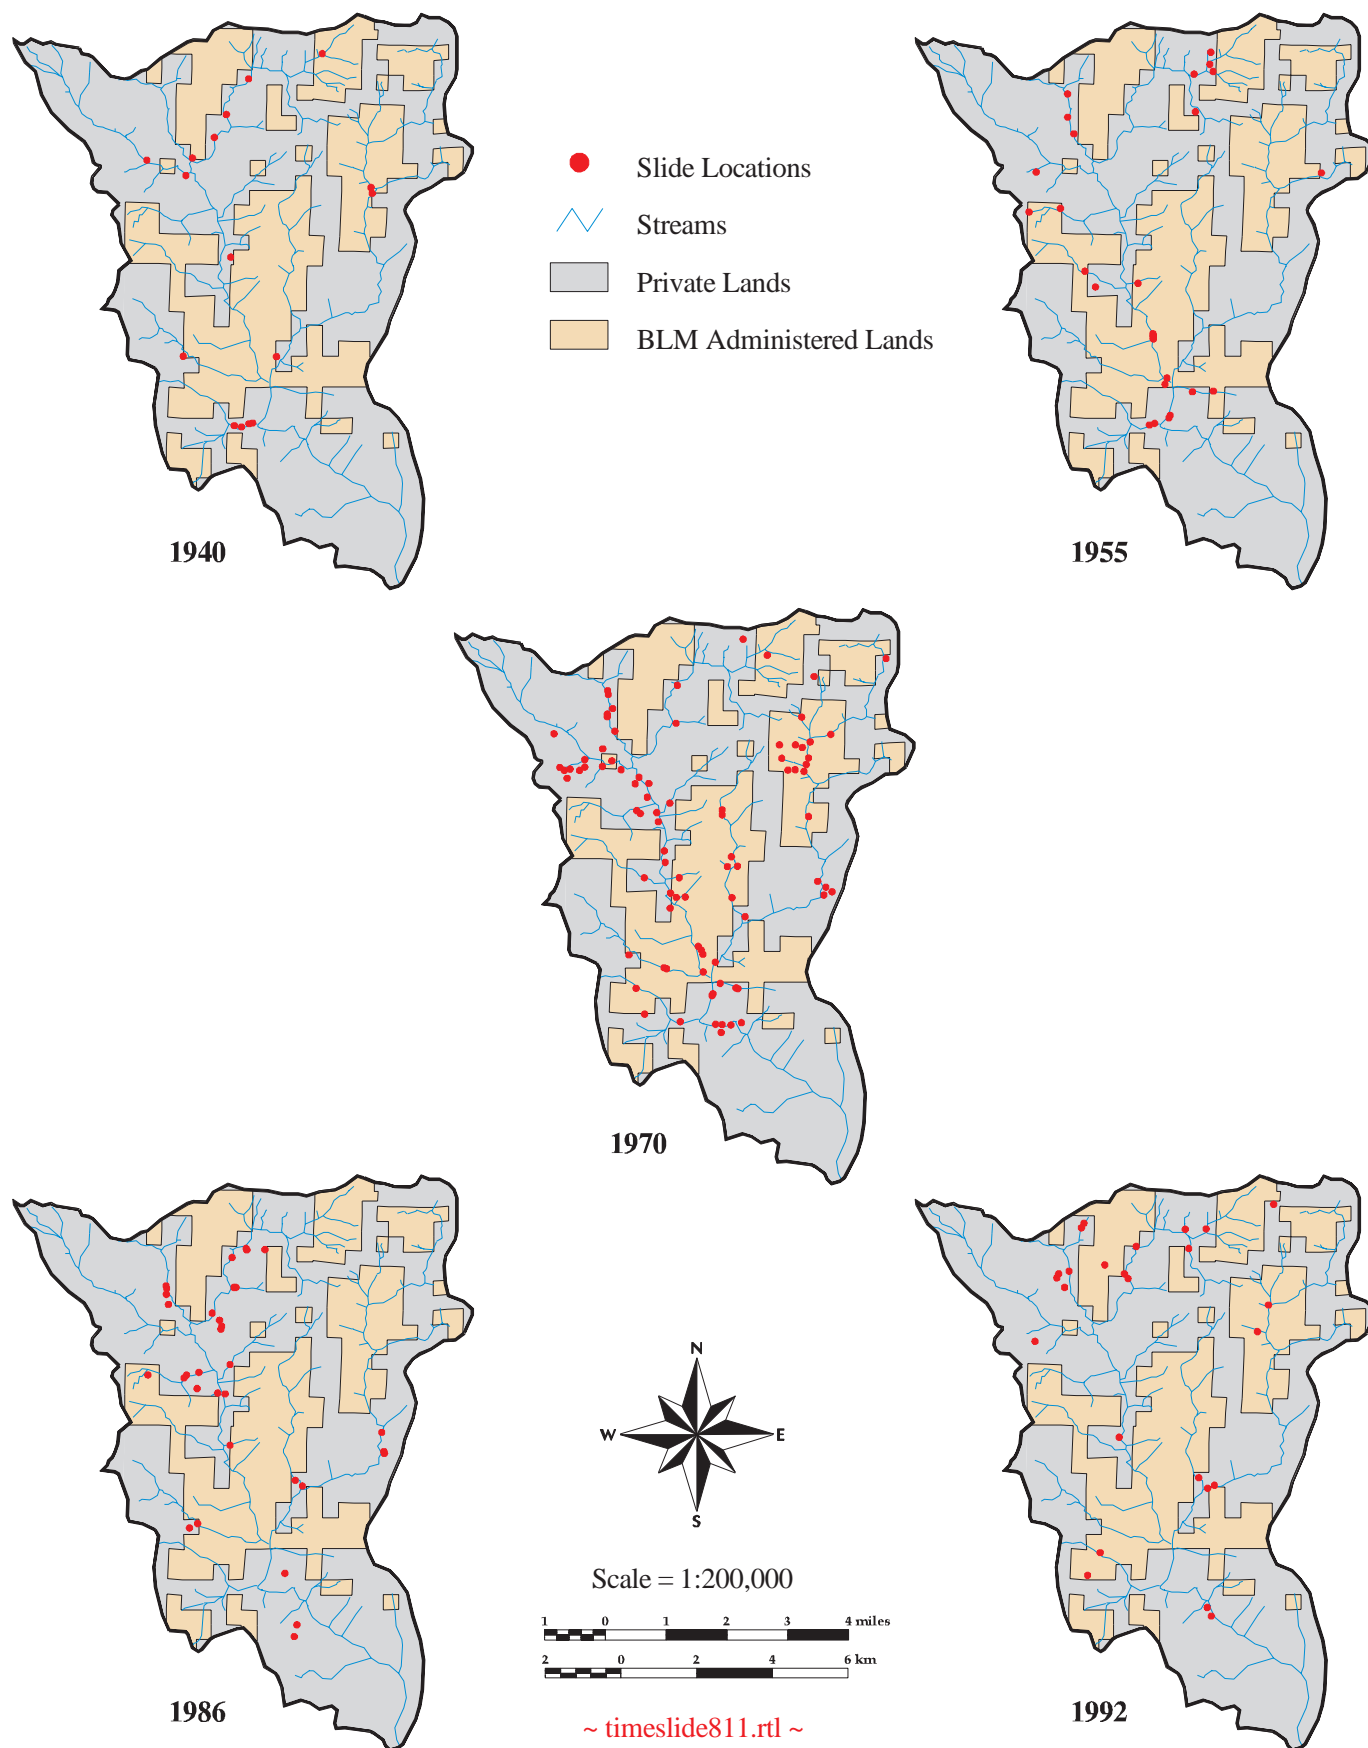 Slide Locations
Streams
Private Lands
BLM Administered Lands
1940
1955
1970
N
W E
S
Scale = 1:200,000
1 0 1 2 3 4 miles
2 0 2 4 6 km
1986
1992
~ timeslide811.rtl ~